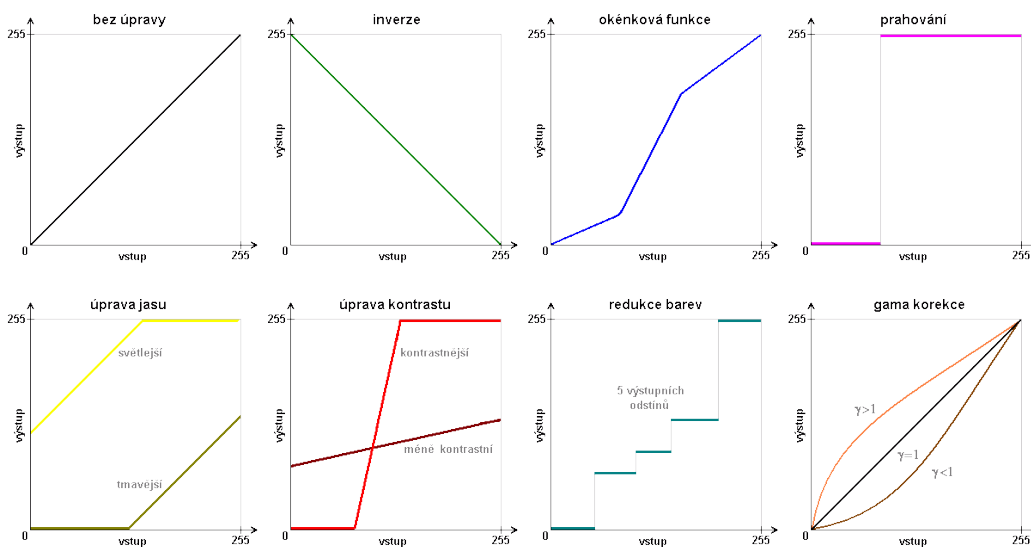 bez úpravy
255
výstup
0
vstup
255
inverze
255
výstup
0
vstup
255
okénková funkce
255
výstup
0
vstup
255
prahování
255
výstup
0
vstup
255
úprava jasu
255
světlejší
výstup
tmavější
0
vstup
255
úprava kontrastu
255
kontrastnější
výstup
méně kontrastní
0
vstup
255
redukce barev
255
5 výstupních
odstínů
výstup
0
vstup
255
gama korekce
255
γ>1
výstup
γ=1
γ<1
0
vstup
255